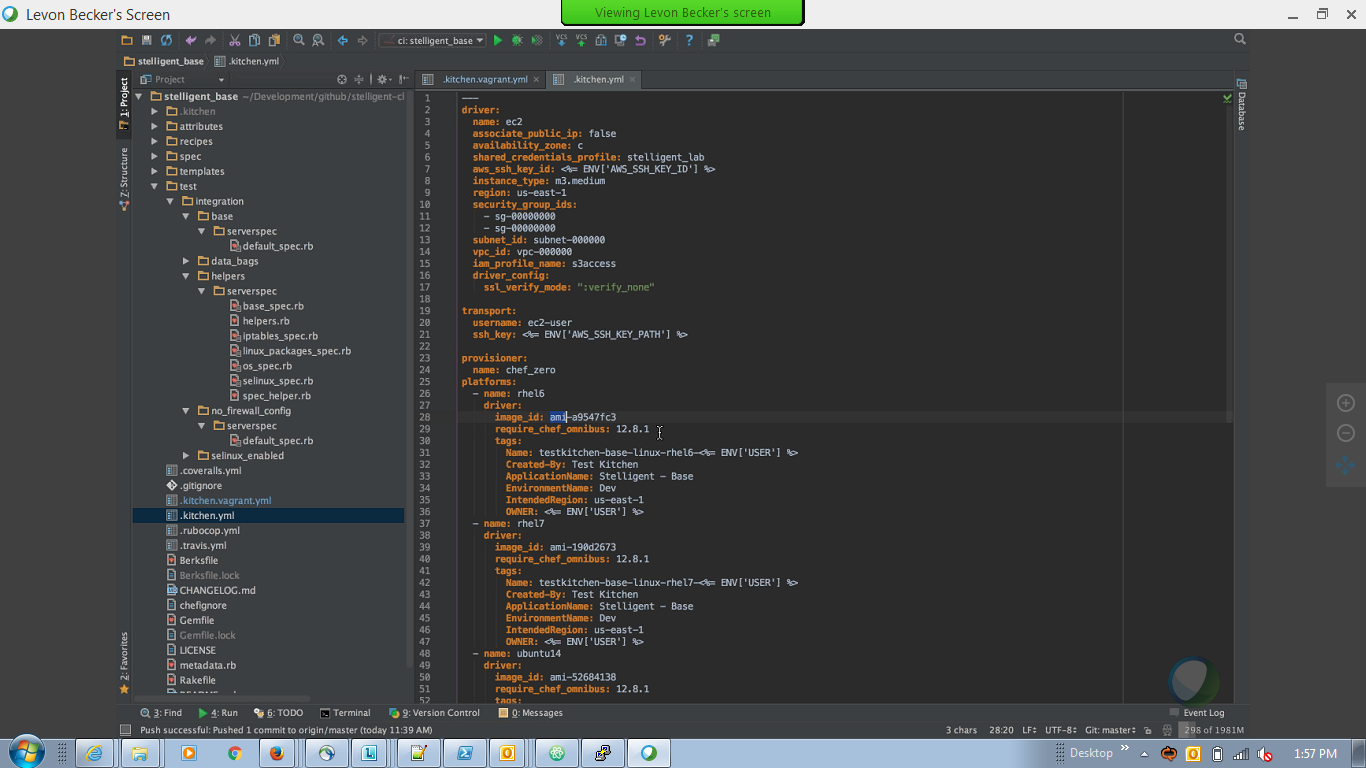 Levon Becker's Screen
Viewing Levon Becker's screen
ci: stelligent_base
stelligent_base
.kitchen.yml
1: Project
Z: Structure
2: Favorites
Project
stelligent_base ~/Development/github/stelligent-cl
.kitchen
attributes
recipes
spec
templates
test
integration
base
serverspec
default_spec.rb
data_bags
helpers
serverspec
base_spec.rb
helpers.rb
iptables_spec.rb
linux_packages_spec.rb
os_spec.rb
selinux_spec.rb
spec_helper.rb
no_firewall_config
serverspec
default_spec.rb
selinux_enabled
.coveralls.yml
.gitignore
.kitchen.vagrant.yml
.kitchen.yml
.rubocop.yml
.travis.yml
Berksfile
Berksfile.lock
CHANGELOG.md
chefignore
Gemfile
Gemfile.lock
LICENSE
metadata.rb
Rakefile
.kitchen.vagrant.yml
.kitchen.yml
1 ---
2 driver:
3 name: ec2
4 associate_public_ip: false
5 availability_zone: c
6 shared_credentials_profile: stelligent_lab
7 aws_ssh_key_id: <%= ENV['AWS_SSH_KEY_ID'] %>
8 instance_type: m3.medium
9 region: us-east-1
10 security_group_ids:
11 - sg-00000000
12 - sg-00000000
13 subnet_id: subnet-000000
14 vpc_id: vpc-000000
15 iam_profile_name: s3access
16 driver_config:
17 ssl_verify_mode: ":verify_none"
18
19 transport:
20 username: ec2-user
21 ssh_key: <%= ENV['AWS_SSH_KEY_PATH'] %>
22
23 provisioner:
24 name: chef_zero
25 platforms:
26 - name: rhel6
27 driver:
28 image_id: ami-a9547fc3
29 require_chef_omnibus: 12.8.1
30 tags:
31 Name: testkitchen-base-linux-rhel6-<%= ENV['USER'] %>
32 Created-By: Test Kitchen
33 ApplicationName: Stelligent - Base
34 EnvironmentName: Dev
35 IntendedRegion: us-east-1
36 OWNER: <%= ENV['USER'] %>
37 - name: rhel7
38 driver:
39 image_id: ami-190d2673
40 require_chef_omnibus: 12.8.1
41 tags:
42 Name: testkitchen-base-linux-rhel7-<%= ENV['USER'] %>
43 Created-By: Test Kitchen
44 ApplicationName: Stelligent - Base
45 EnvironmentName: Dev
46 IntendedRegion: us-east-1
47 OWNER: <%= ENV['USER'] %>
48 - name: ubuntu14
49 driver:
50 image_id: ami-52684138
51 require_chef_omnibus: 12.8.1
52 tags:
Database
3: Find
4: Run
6: TODO
Terminal
9: Version Control
0: Messages
Event Log
Push successful: Pushed 1 commit to origin/master (today 11:39 AM)
3 chars
28:20
LF
UTF-8
Git: master
298 of 1981M
Desktop
1:57 PM